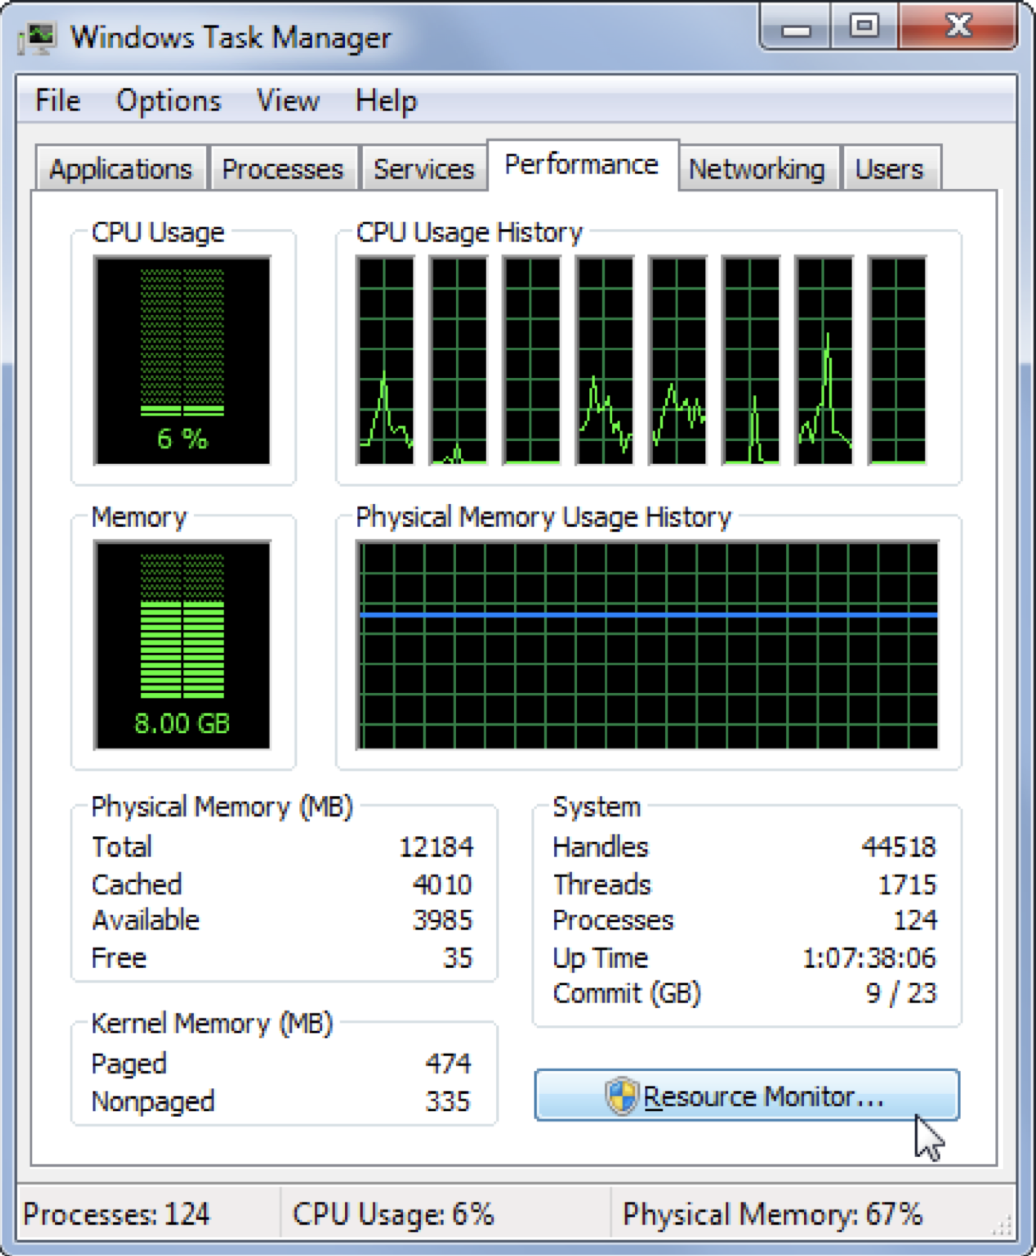 Windows Task Manager
File Options View Help
Applications Processes Services Performance Networking Users
CPU Usage
6 %
CPU Usage History
Memory
8.00 GB
Physical Memory Usage History
Physical Memory (MB)
Total 12184
Cached 4010
Available 3985
Free 35
Kernel Memory (MB)
Paged 474
Nonpaged 335
System
Handles 44518
Threads 1715
Processes 124
Up Time 1:07:38:06
Commit (GB) 9 / 23
Resource Monitor...
Processes: 124 CPU Usage: 6% Physical Memory: 67%